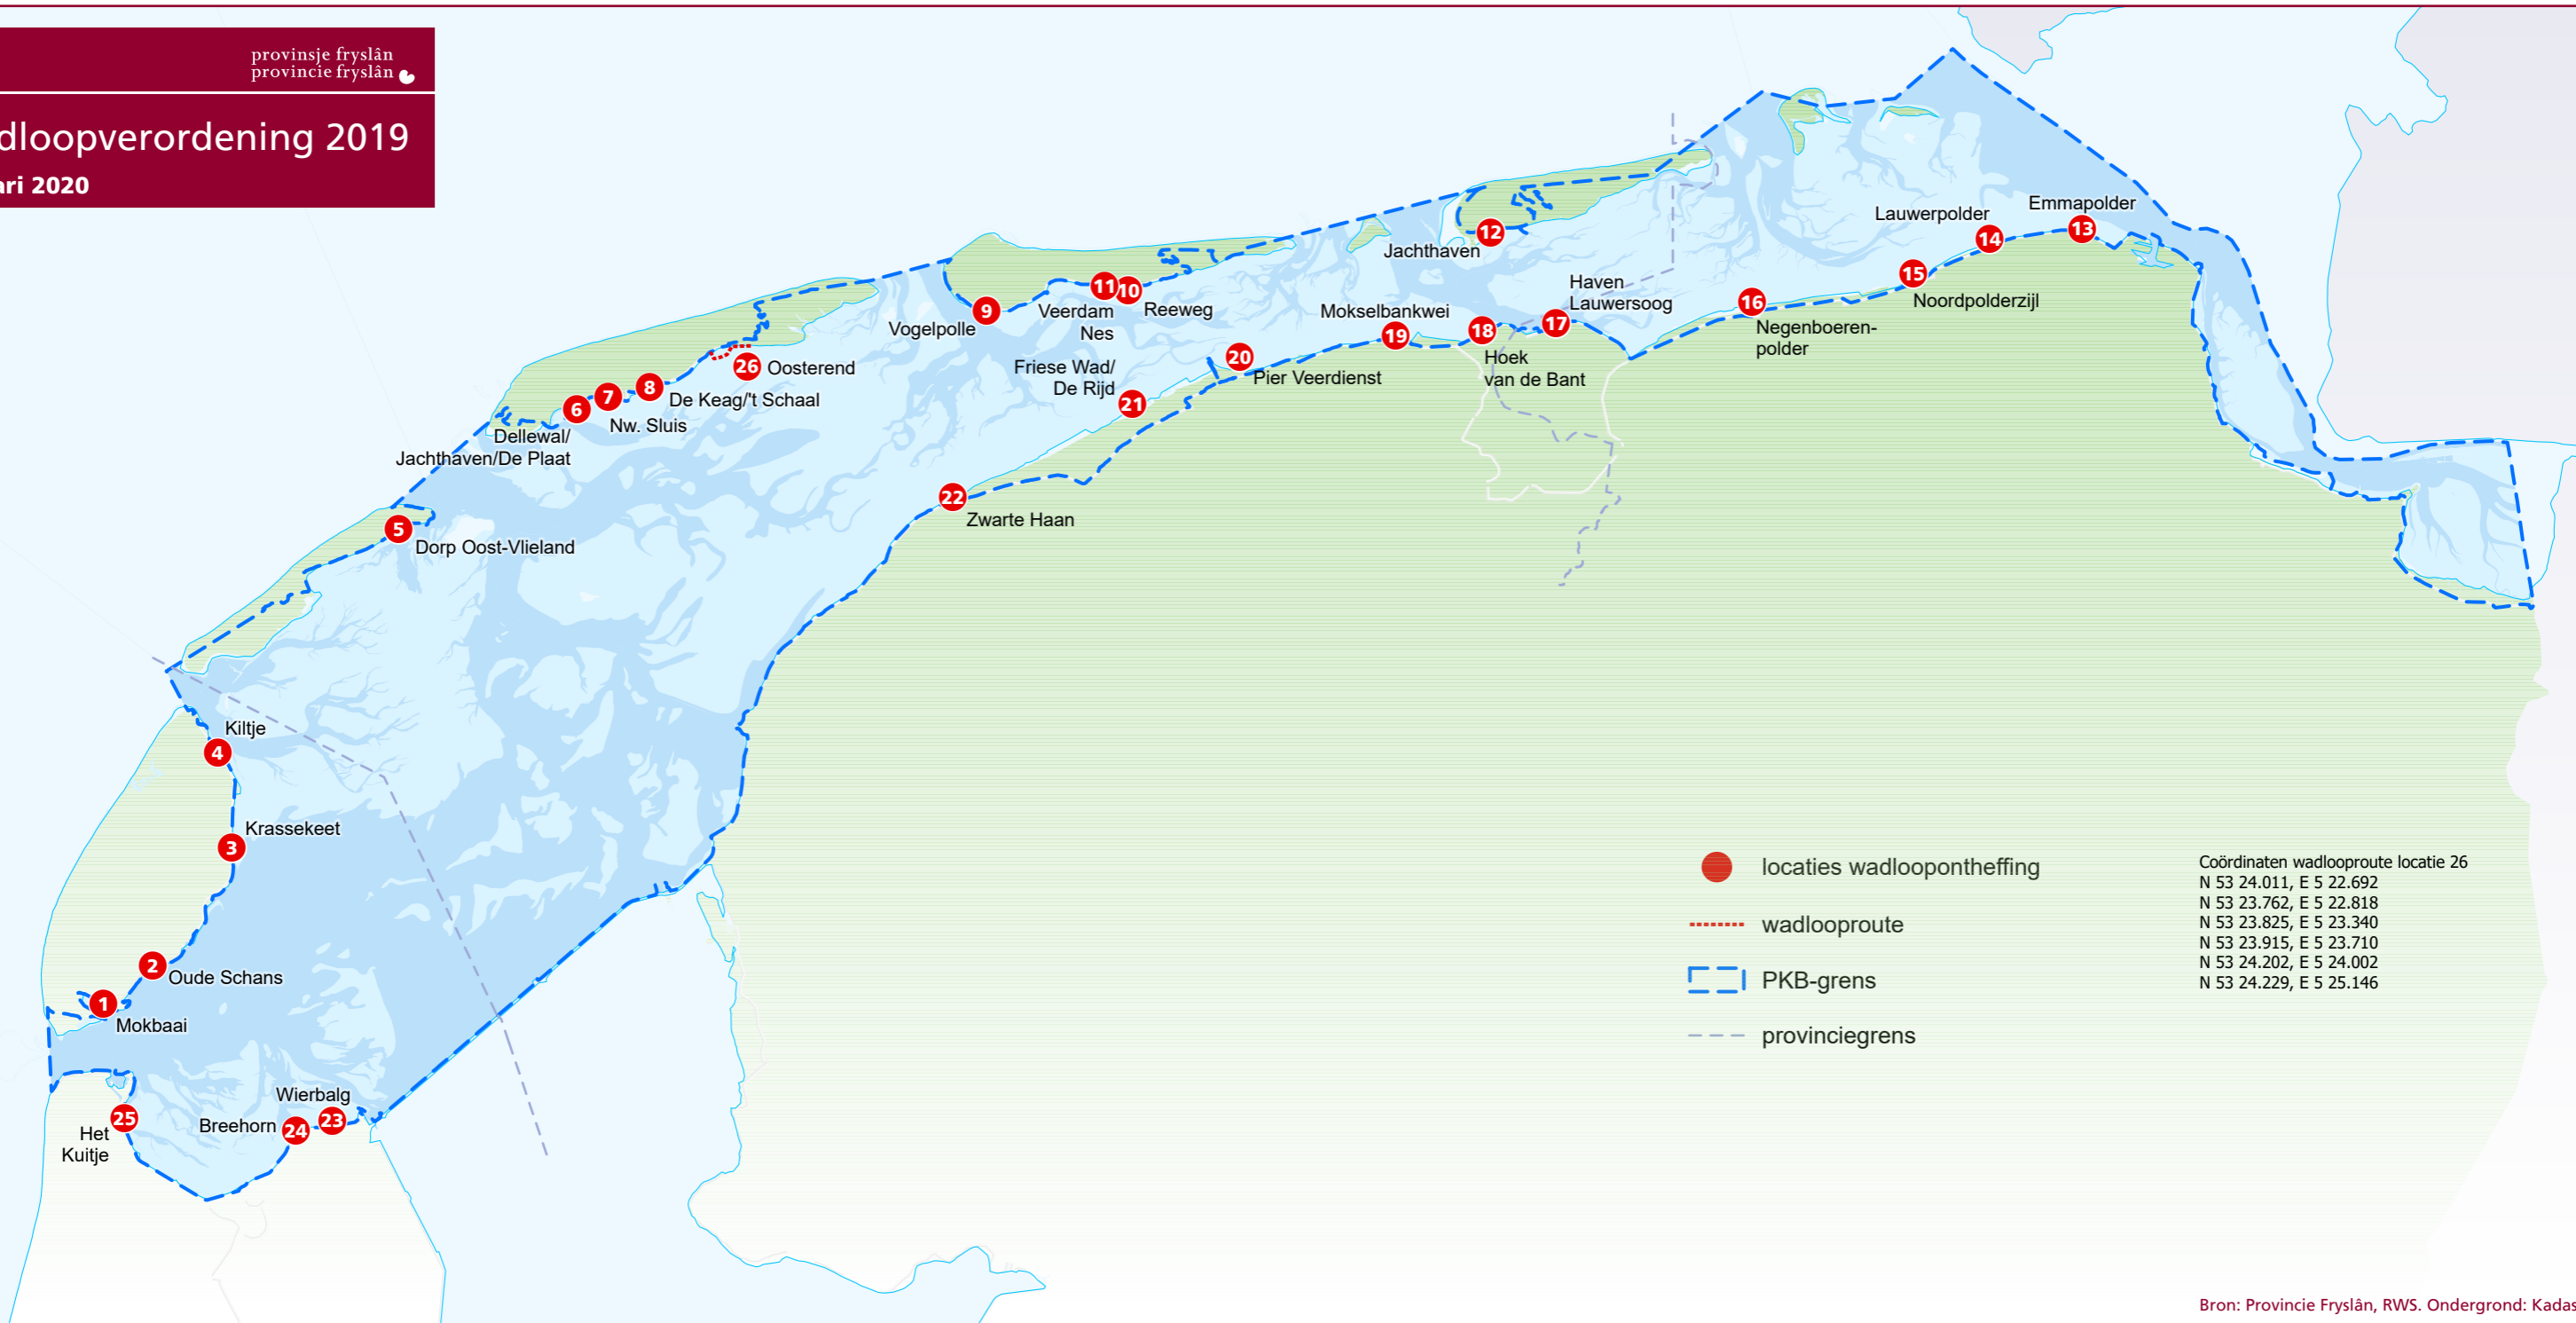 provinsje fryslân
provincie fryslân
dloopverordening 2019
ari 2020
Emmapolder
13
Lauwerpolder
14
12
Jachthaven
15
Noordpolderzijl
Haven
Lauwersoog
17
16
Negenboeren-
polder
11
10
Veerdam
Nes
Reeweg
9
Vogelpolle
Mokselbankwei
19
18
Hoek
van de Bant
20
Pier Veerdienst
Friese Wad/
De Rijd
21
26
Oosterend
8
De Keag/'t Schaal
7
Nw. Sluis
6
Dellewal/
Jachthaven/De Plaat
22
Zwarte Haan
5
Dorp Oost-Vlieland
Kiltje
4
Krassekeet
3
2
Oude Schans
1
Mokbaai
Wierbalg
23
Breehorn
24
25
Het
Kuitje
locaties wadloopontheffing
wadlooproute
PKB-grens
provinciegrens
Coördinaten wadlooproute locatie 26
N 53 24.011, E 5 22.692
N 53 23.762, E 5 22.818
N 53 23.825, E 5 23.340
N 53 23.915, E 5 23.710
N 53 24.202, E 5 24.002
N 53 24.229, E 5 25.146
Bron: Provincie Fryslân, RWS. Ondergrond: Kadas